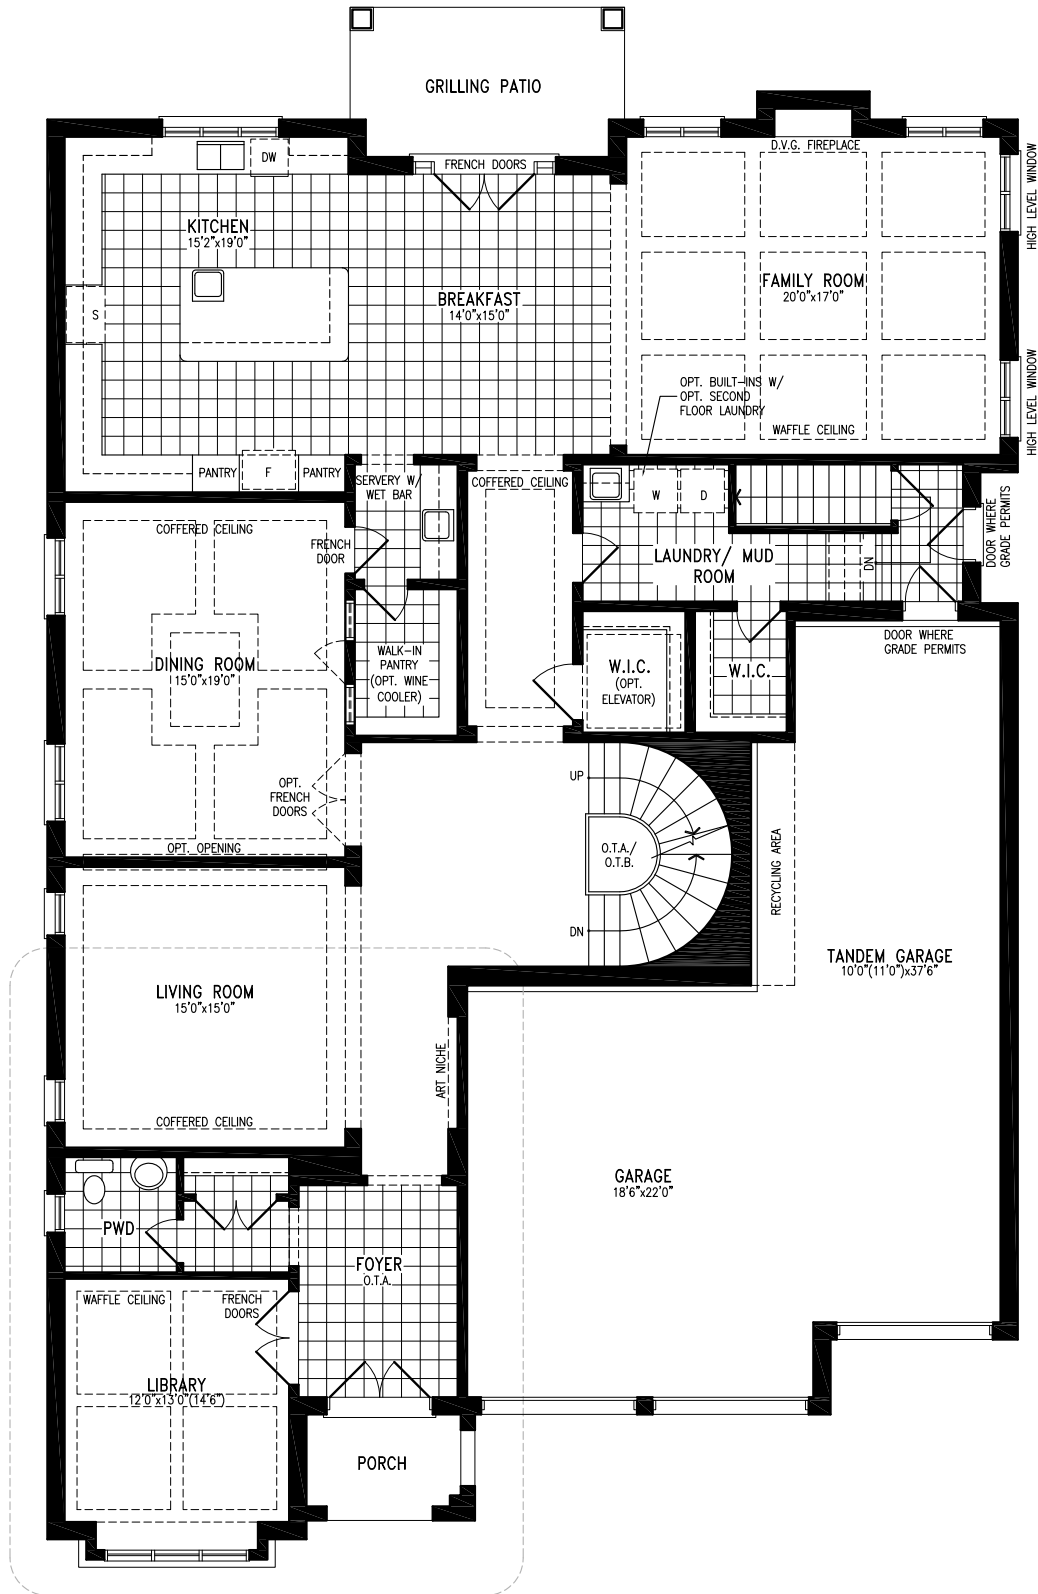 GRILLING PATIO
FRENCH DOORS
D.V.G. FIREPLACE
HIGH LEVEL WINDOW
DW
KITCHEN
15'2"x19'0"
S
BREAKFAST
14'0"x15'0"
FAMILY ROOM
20'0"x17'0"
HIGH LEVEL WINDOW
OPT. BUILT-INS W/
OPT. SECOND
FLOOR LAUNDRY
WAFFLE CEILING
PANTRY
F
PANTRY
SERVERY W/
WET BAR
COFFERED CEILING
W
D
DOOR WHERE
GRADE PERMITS
COFFERED CEILING
FRENCH
DOOR
LAUNDRY/ MUD
ROOM
DN
DOOR WHERE
GRADE PERMITS
DINING ROOM
15'0"x19'0"
WALK-IN
PANTRY
(OPT. WINE
COOLER)
W.I.C.
(OPT.
ELEVATOR)
W.I.C.
OPT.
FRENCH
DOORS
UP
O.T.A./
O.T.B.
DN
RECYCLING AREA
OPT. OPENING
TANDEM GARAGE
10'0"(11'0")x37'6"
LIVING ROOM
15'0"x15'0"
ART NICHE
COFFERED CEILING
GARAGE
18'6"x22'0"
PWD
FOYER
O.T.A.
WAFFLE CEILING
FRENCH
DOORS
LIBRARY
12'0"x13'0"(14'6")
PORCH